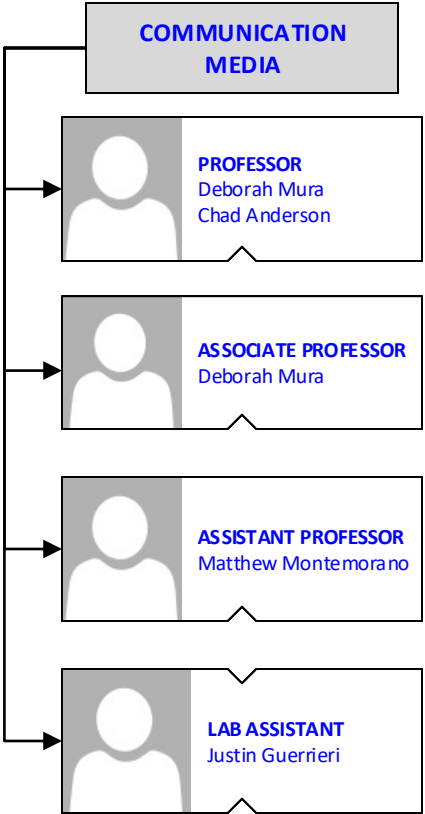 COMMUNICATION
MEDIA
PROFESSOR
Deborah Mura
Chad Anderson
ASSOCIATE PROFESSOR
Deborah Mura
ASSISTANT PROFESSOR
Matthew Montemorano
LAB ASSISTANT
Justin Guerrieri